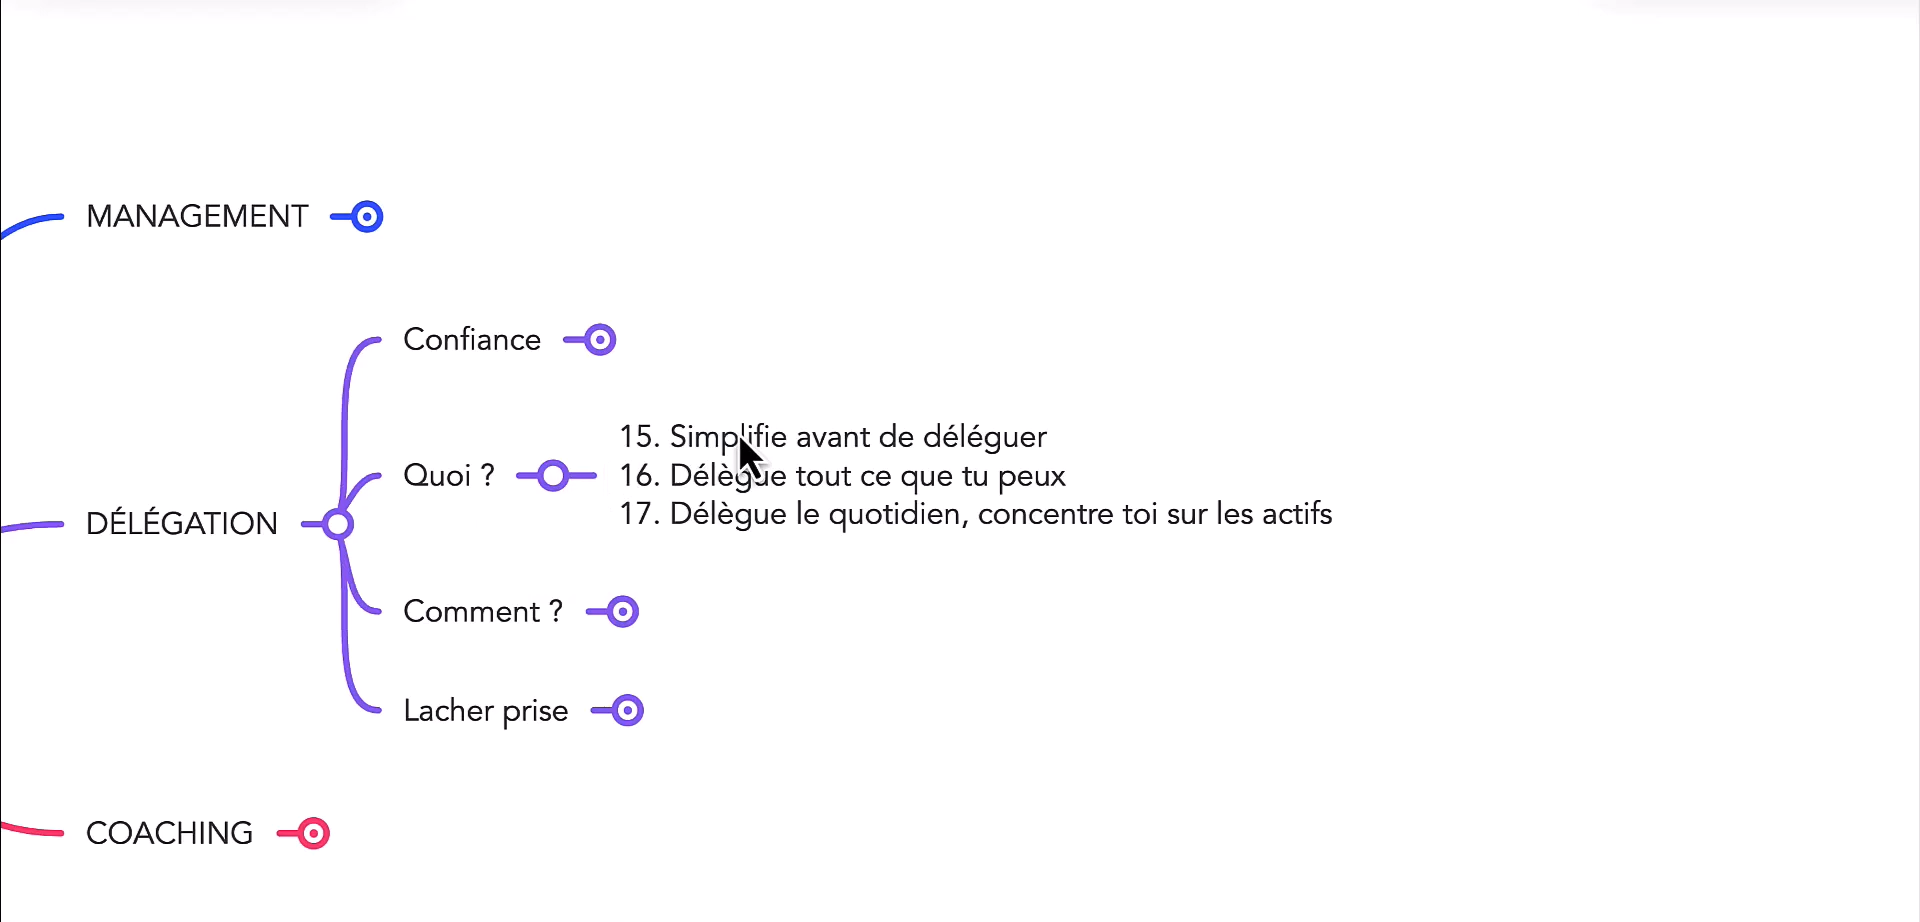 MANAGEMENT
Confiance
15. Simplifie avant de déléguer
Quoi ?
16. Délègue tout ce que tu peux
17. Délègue le quotidien, concentre toi sur les actifs
DÉLÉGATION
Comment ?
Lacher prise
COACHING